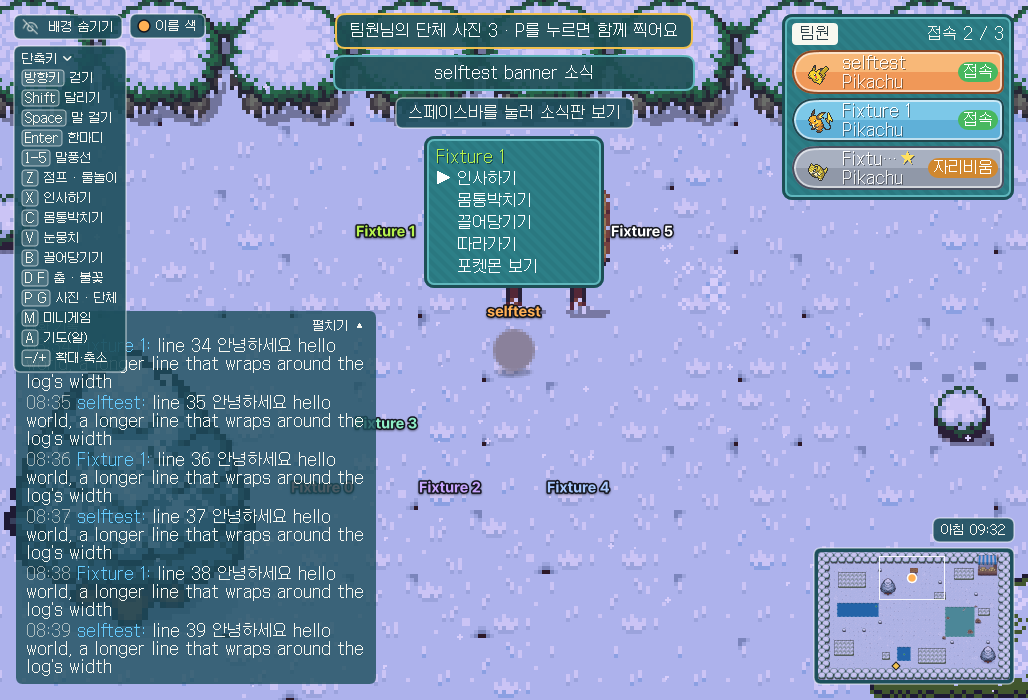 배경 숨기기
이름 색
단축키
방향키 걷기
Shift 달리기
Space 말 걸기
Enter 한마디
1-5 말풍선
Z 점프 · 물놀이
X 인사하기
C 몸통박치기
V 눈뭉치
B 끌어당기기
D F 춤 · 불꽃
P G 사진 · 단체
M 미니게임
A 기도(알)
-/+ 확대·축소
팀원님의 단체 사진 3 · P를 누르면 함께 찍어요
selftest banner 소식
스페이스바를 눌러 소식판 보기
팀원 접속 2 / 3
selftest
Pikachu
접속
Fixture 1
Pikachu
접속
Fixtu…
Pikachu
자리비움
Fixture 1
▶ 인사하기
몸통박치기
끌어당기기
따라가기
포켓몬 보기
Fixture 1
Fixture 5
selftest
Fixture 3
Fixture 0
Fixture 2
Fixture 4
펼치기 ▲
e 1: line 34 안녕하세요 hello
nger line that wraps around the
log's width
08:35 selftest: line 35 안녕하세요 hello
world, a longer line that wraps around the
log's width
08:36 Fixture 1: line 36 안녕하세요 hello
world, a longer line that wraps around the
log's width
08:37 selftest: line 37 안녕하세요 hello
world, a longer line that wraps around the
log's width
08:38 Fixture 1: line 38 안녕하세요 hello
world, a longer line that wraps around the
log's width
08:39 selftest: line 39 안녕하세요 hello
world, a longer line that wraps around the
log's width
아침 09:32